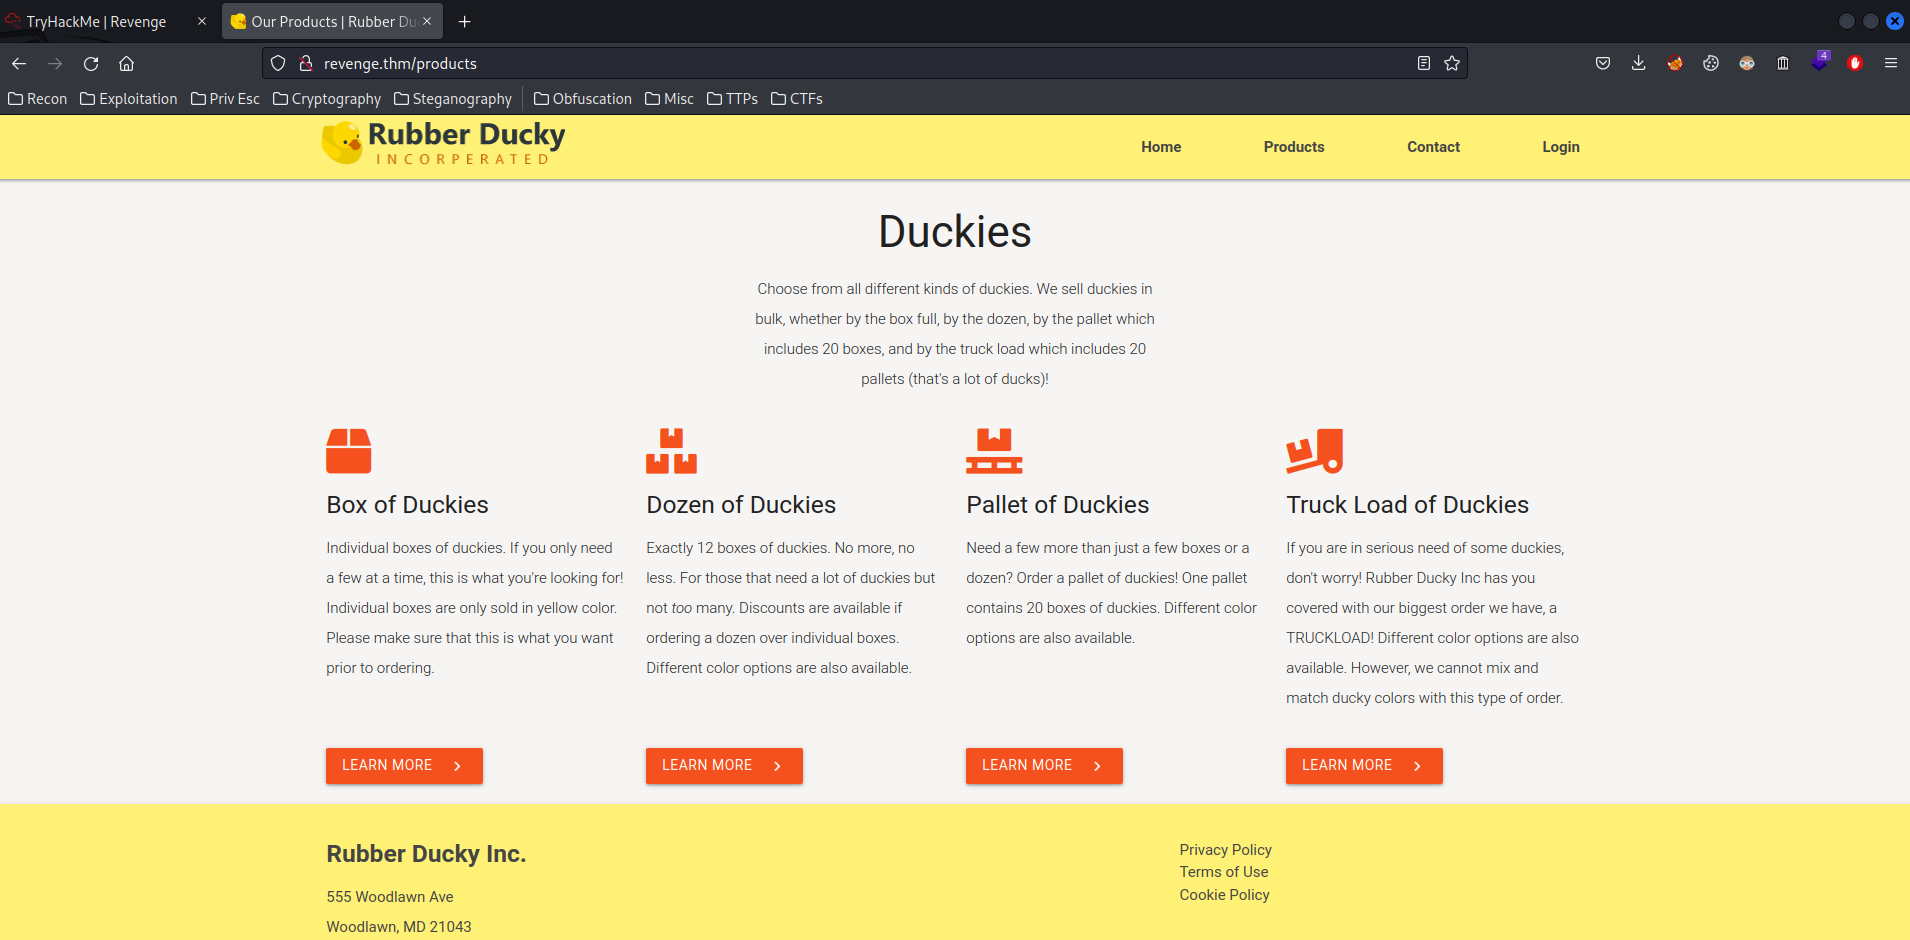 TryHackMe | Revenge
Our Products | Rubber Du
revenge.thm/products
4
Recon Exploitation Priv Esc Cryptography Steganography Obfuscation Misc TTPs CTFs
Rubber Ducky
INCORPERATED
Home Products Contact Login
Duckies
Choose from all different kinds of duckies. We sell duckies in
bulk, whether by the box full, by the dozen, by the pallet which
includes 20 boxes, and by the truck load which includes 20
pallets (that's a lot of ducks)!
Box of Duckies
Individual boxes of duckies. If you only need
a few at a time, this is what you're looking for!
Individual boxes are only sold in yellow color.
Please make sure that this is what you want
prior to ordering.
LEARN MORE
Dozen of Duckies
Exactly 12 boxes of duckies. No more, no
less. For those that need a lot of duckies but
not too many. Discounts are available if
ordering a dozen over individual boxes.
Different color options are also available.
LEARN MORE
Pallet of Duckies
Need a few more than just a few boxes or a
dozen? Order a pallet of duckies! One pallet
contains 20 boxes of duckies. Different color
options are also available.
LEARN MORE
Truck Load of Duckies
If you are in serious need of some duckies,
don't worry! Rubber Ducky Inc has you
covered with our biggest order we have, a
TRUCKLOAD! Different color options are also
available. However, we cannot mix and
match ducky colors with this type of order.
LEARN MORE
Rubber Ducky Inc.
555 Woodlawn Ave
Woodlawn, MD 21043
Privacy Policy
Terms of Use
Cookie Policy